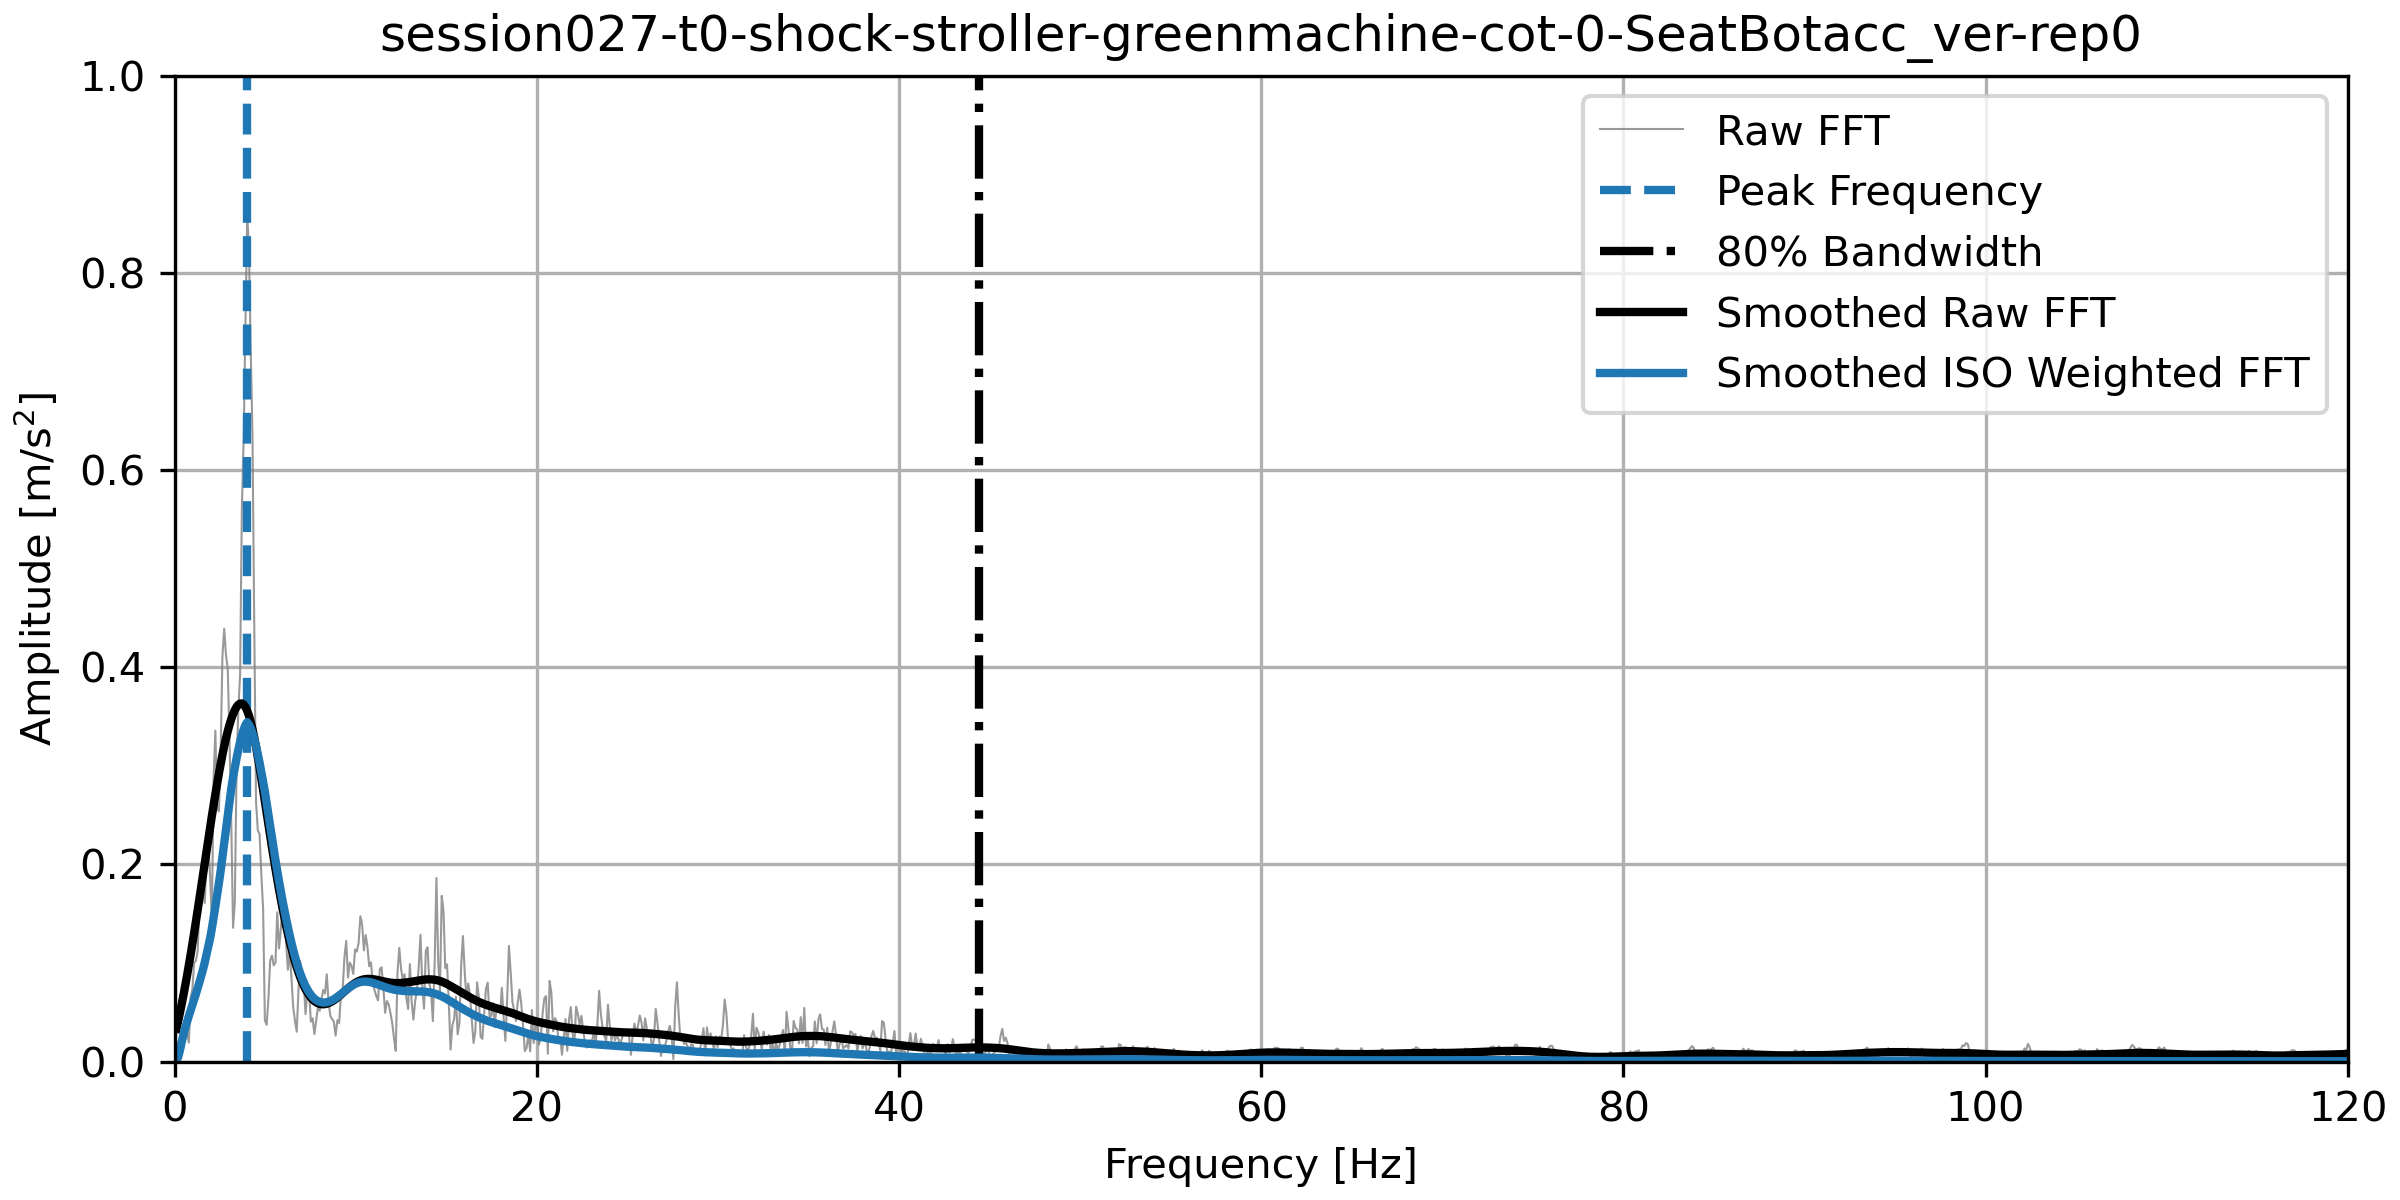 session027-t0-shock-stroller-greenmachine-cot-0-SeatBotacc_ver-rep0
1.0
0.8
0.6
0.4
0.2
0.0
Amplitude [m/s²]
Raw FFT
Peak Frequency
80% Bandwidth
Smoothed Raw FFT
Smoothed ISO Weighted FFT
0 20 40 60 80 100 120
Frequency [Hz]